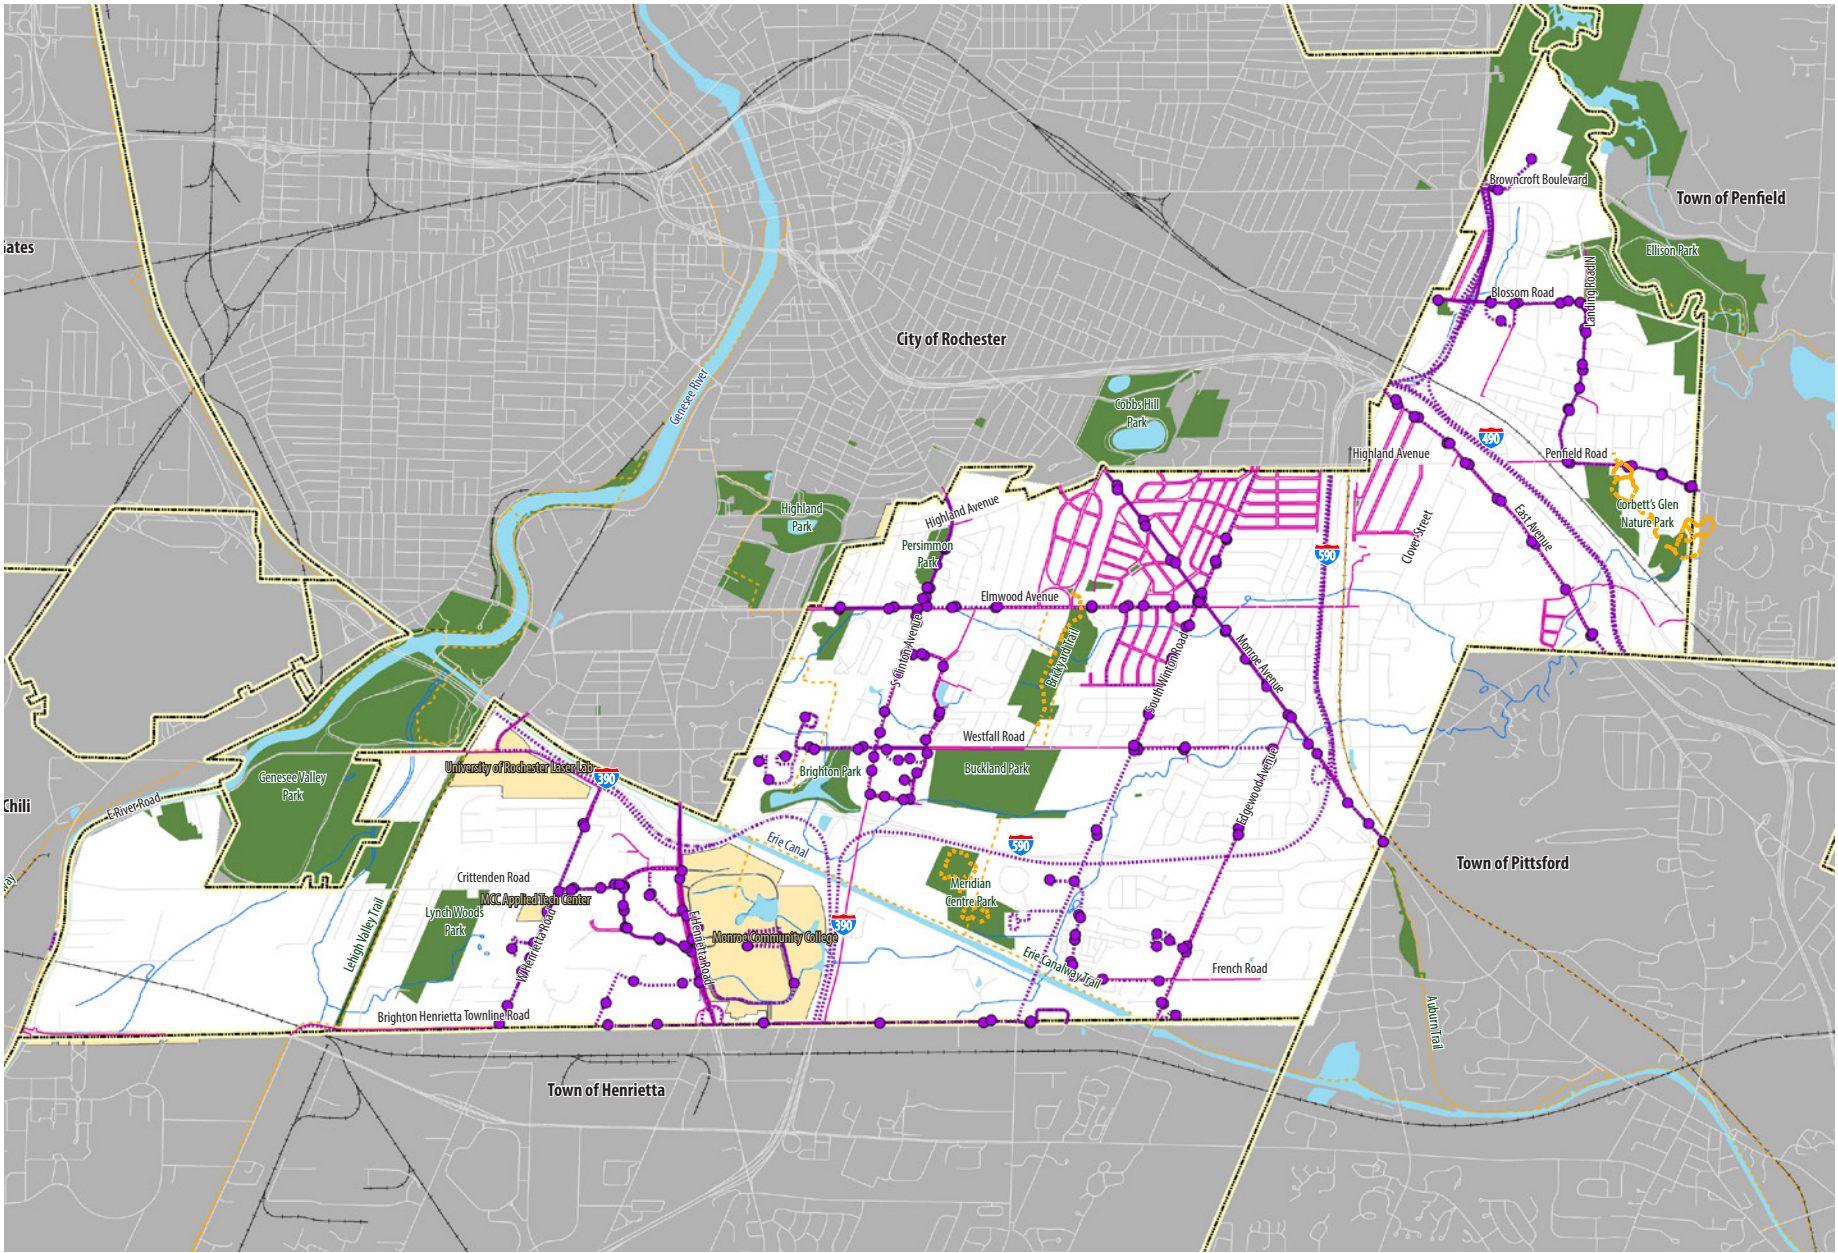 Browncroft Boulevard
Town of Penfield
Gates
Ellison Park
Landing Road N
Blossom Road
City of Rochester
Genesee River
Cobbs Hill
Park
490
Highland Avenue
Penfield Road
Highland
Park
Highland Avenue
Corbett's Glen
Nature Park
East Avenue
Clover Street
Persimmon
Park
590
Elmwood Avenue
S Clinton Avenue
Brickyard Trail
South Winton Road
Monroe Avenue
Westfall Road
University of Rochester Laser Lab
390
Genesee Valley
Park
Brighton Park
Buckland Park
Edgewood Avenue
Chili
E River Road
Erie Canal
590
Town of Pittsford
Crittenden Road
MCC Applied Tech Center
Meridian
Centre Park
Lynch Woods
Park
Lehigh Valley Trail
W Henrietta Road
E Henrietta Road
Monroe Community College
390
Erie Canalway Trail
French Road
Brighton Henrietta Townline Road
Auburn Trail
Town of Henrietta